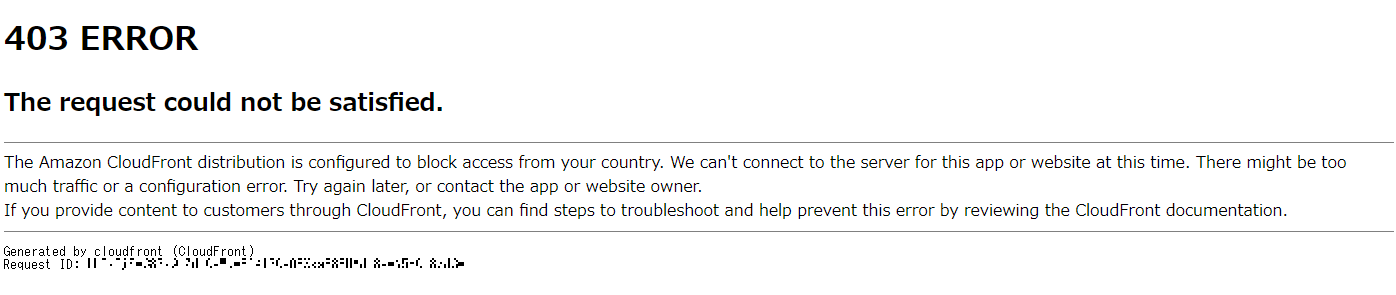 403 ERROR
The request could not be satisfied.
The Amazon CloudFront distribution is configured to block access from your country. We can't connect to the server for this app or website at this time. There might be too
much traffic or a configuration error. Try again later, or contact the app or website owner.
If you provide content to customers through CloudFront, you can find steps to troubleshoot and help prevent this error by reviewing the CloudFront documentation.
Generated by cloudfront (CloudFront)
Request ID: